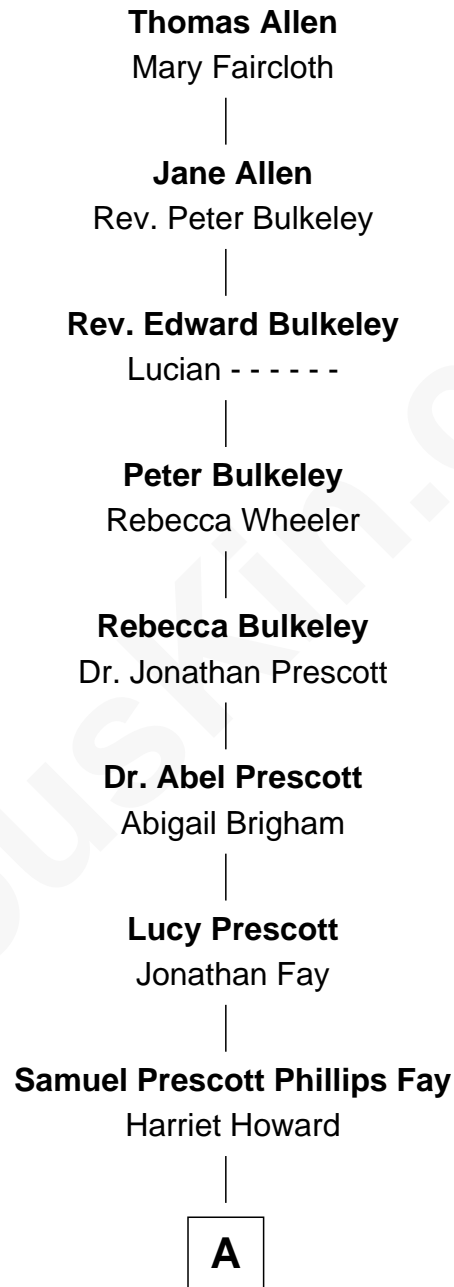 Thomas Allen
Mary Faircloth
Jane Allen
Rev. Peter Bulkeley
Rev. Edward Bulkeley
Lucian - - - - - -
Peter Bulkeley
Rebecca Wheeler
Rebecca Bulkeley
Dr. Jonathan Prescott
Dr. Abel Prescott
Abigail Brigham
Lucy Prescott
Jonathan Fay
Samuel Prescott Phillips Fay
Harriet Howard
A